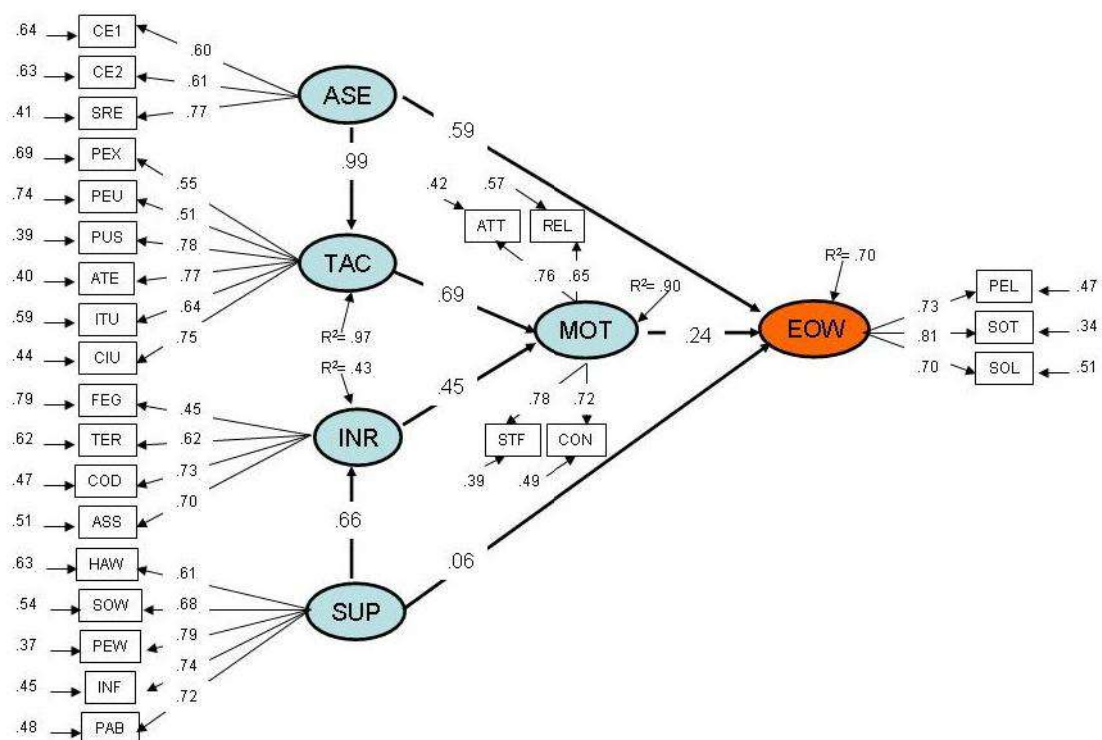 .64 CE1 .60
.63 CE2 .61
.41 SRE .77
ASE
.59
.69 PEX .55
.99
.74 PEU .51
.42 .57
ATT REL
.39 PUS .78
TAC
.40 ATE .77
.76 .65
R²= .70
.59 ITU .64
.69
R²= .90
.73 PEL .47
MOT .24 EOW
.81 SOT .34
.44 CIU .75
R²= .97
R²= .43
.70 SOL .51
.79 FEG .45
.45
.78 .72
.62 TER .62
INR
STF CON
.47 COD .73
.39 .49
.51 ASS .70
.66
.06
.63 HAW .61
.54 SOW .68
SUP
.37 PEW .79
.45 INF .74
.48 PAB .72